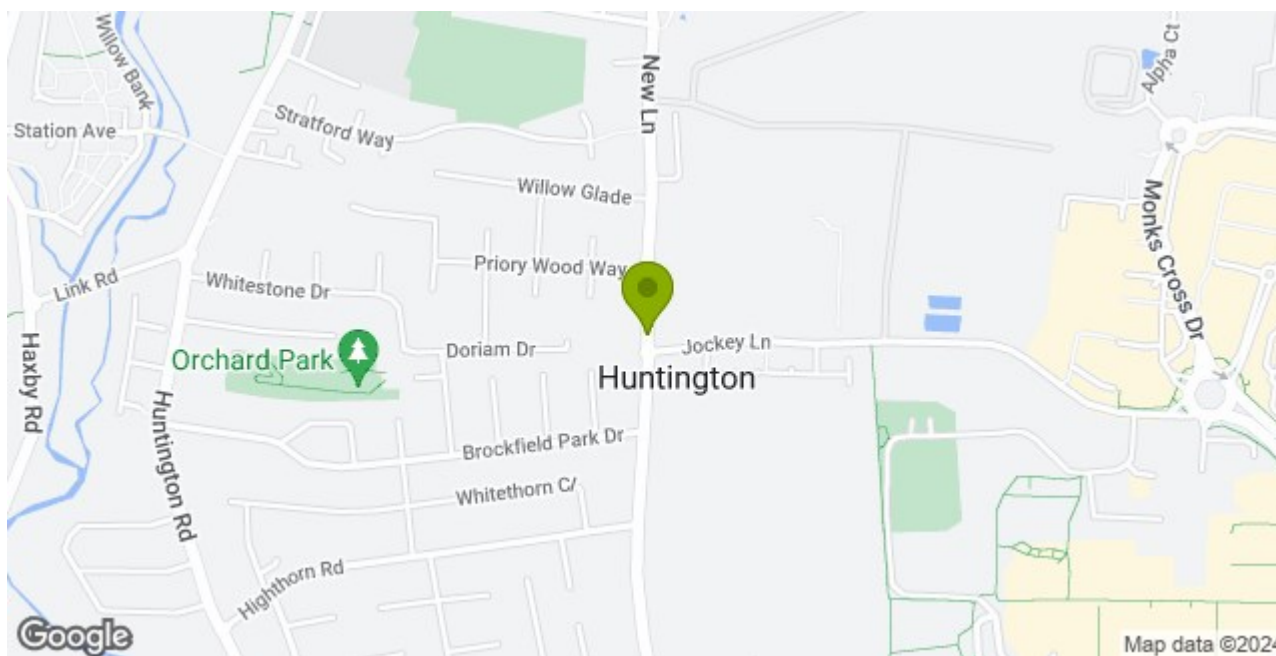 Willow Bank
Station Ave
Stratford Way
New Ln
Alpha Ct
Willow Glade
Monks Cross Dr
Priory Wood Way
Link Rd
Whitestone Dr
Haxby Rd
Orchard Park
Doriam Dr
Jockey Ln
Huntington
Huntington Rd
Brockfield Park Dr
Whitethorn C/
Highthorn Rd
Google
Map data ©2024